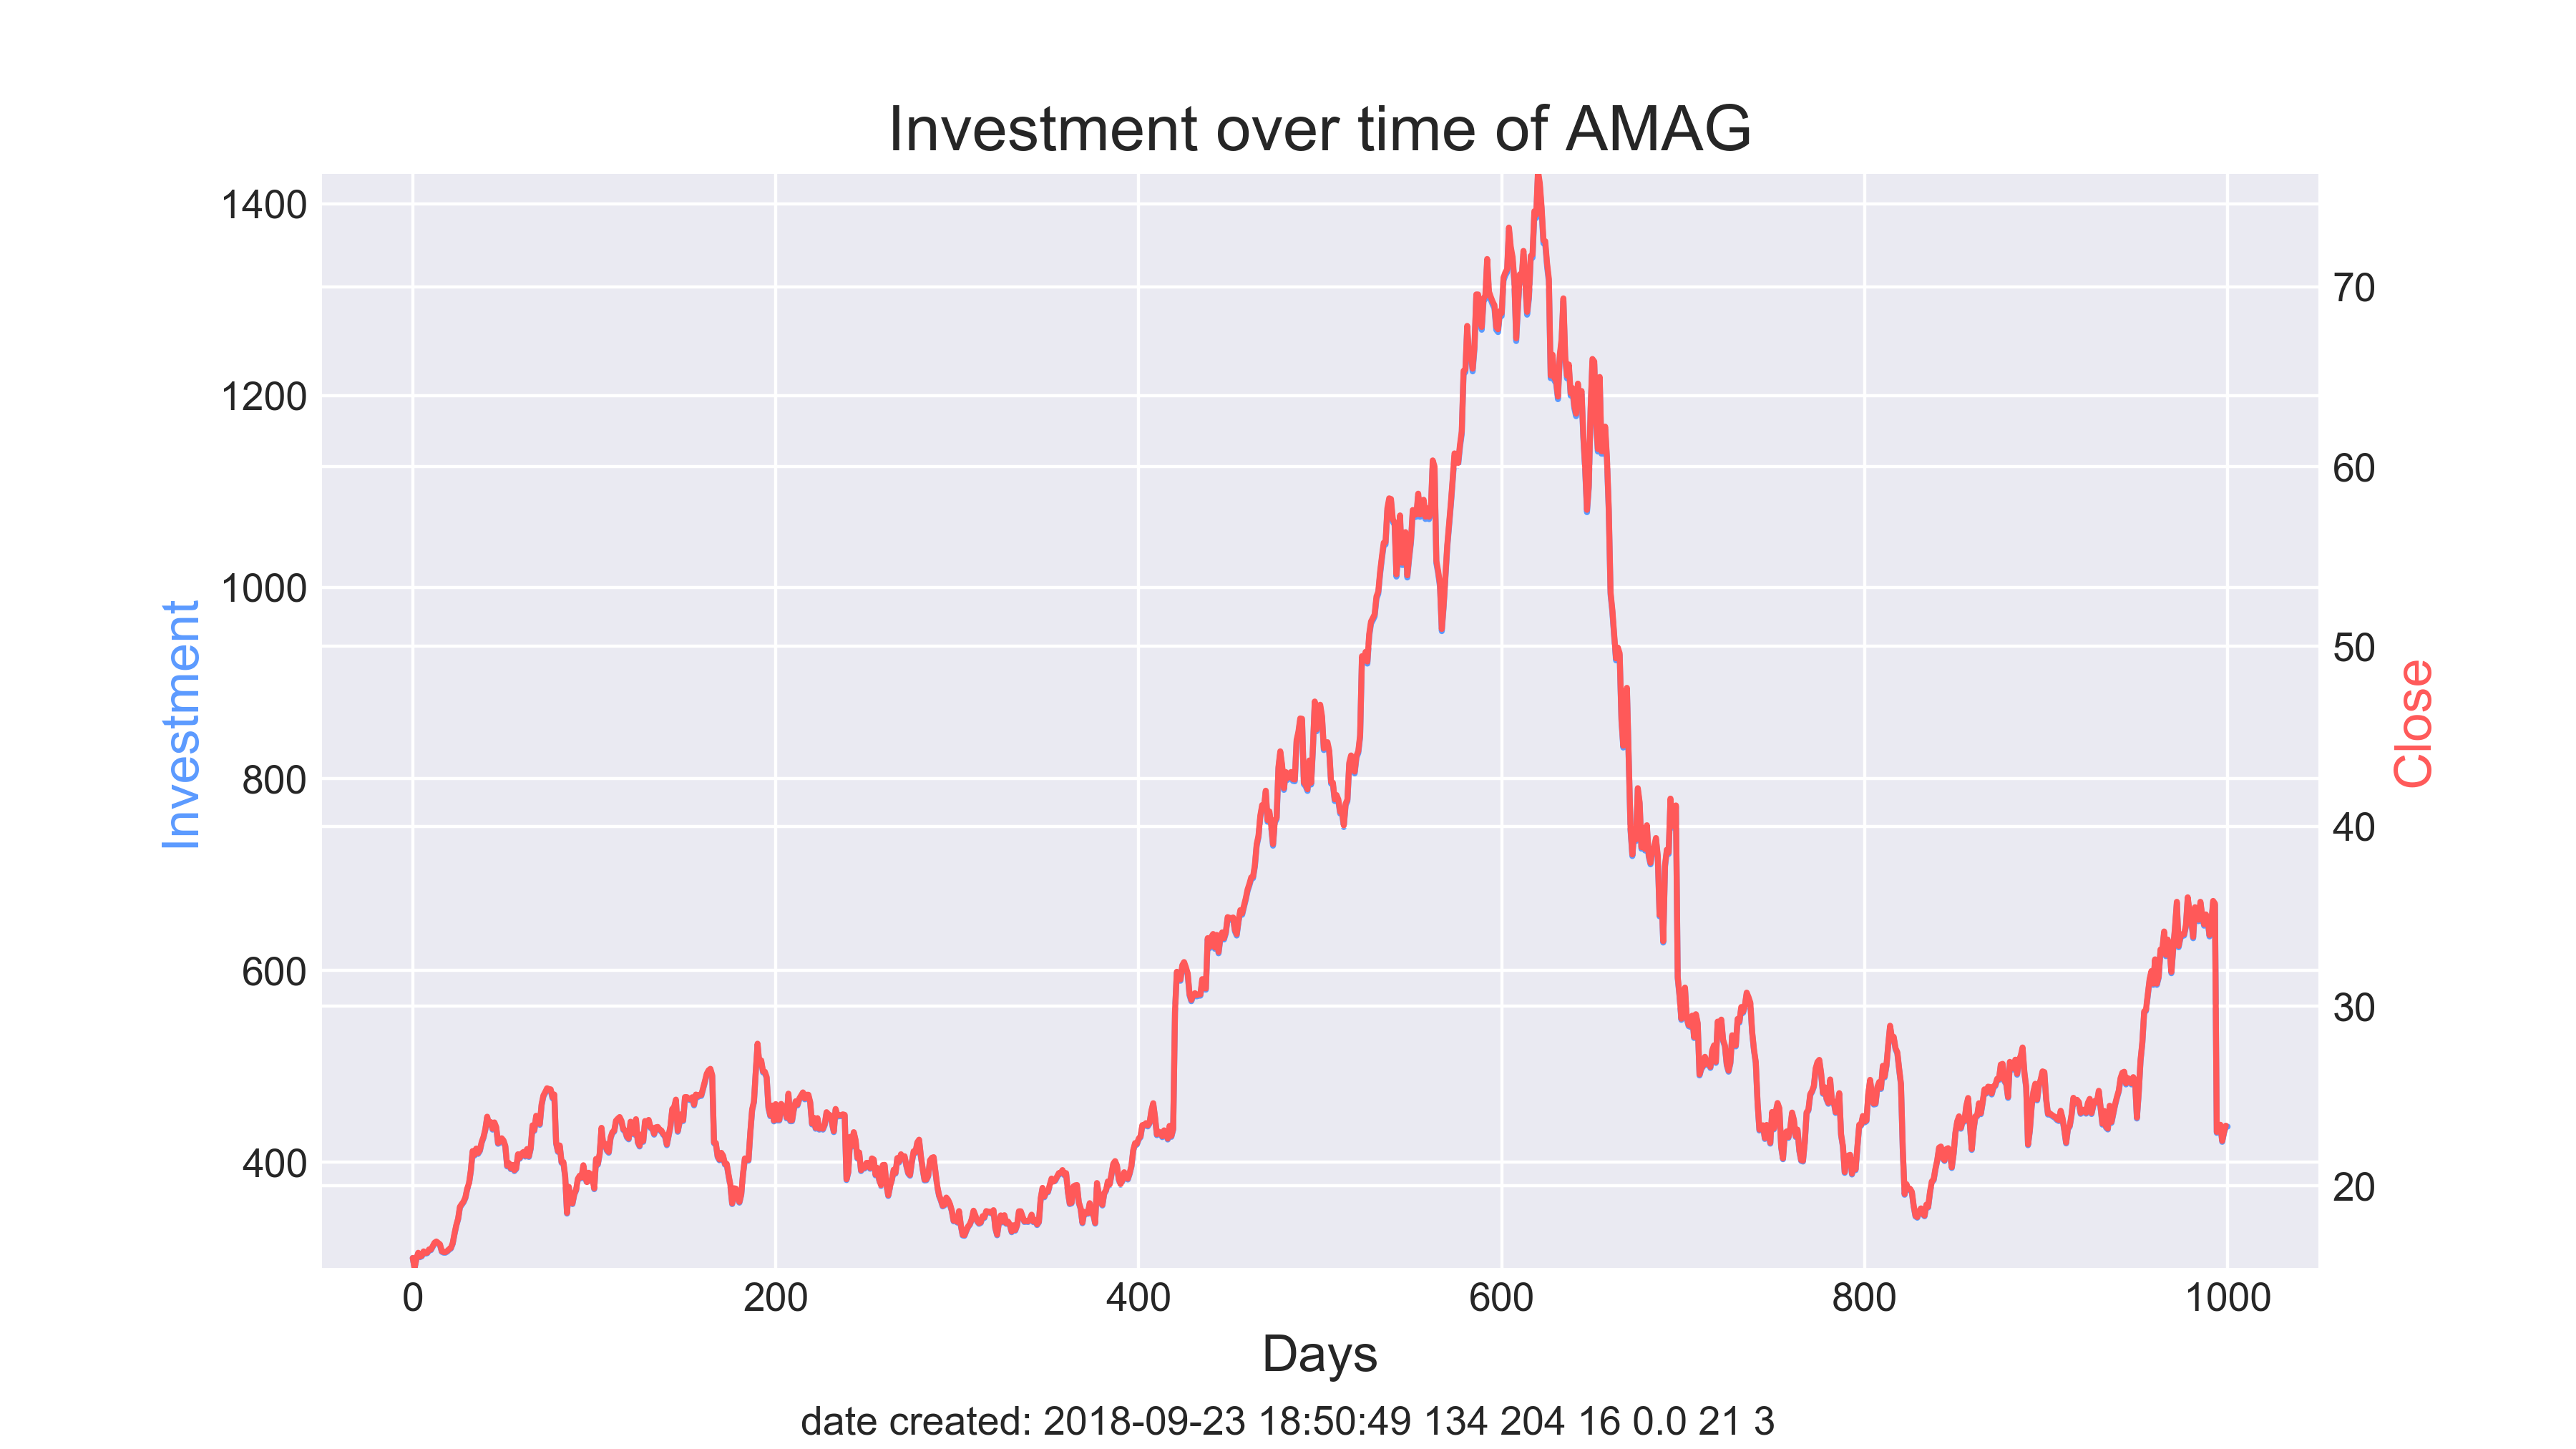 Investment over time of AMAG
1400
1200
1000
800
600
400
Investment
70
60
50
40
30
20
Close
0 200 400 600 800 1000
Days
date created: 2018-09-23 18:50:49 134 204 16 0.0 21 3